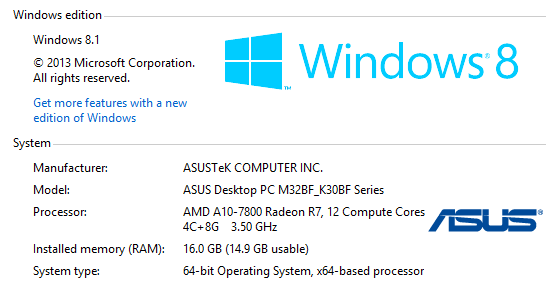 Windows edition
Windows 8.1
© 2013 Microsoft Corporation.
All rights reserved.
Get more features with a new
edition of Windows
Windows® 8
System
Manufacturer: ASUSTeK COMPUTER INC.
Model: ASUS Desktop PC M32BF_K30BF Series
Processor: AMD A10-7800 Radeon R7, 12 Compute Cores
4C+8G 3.50 GHz
ASUS
Installed memory (RAM): 16.0 GB (14.9 GB usable)
System type: 64-bit Operating System, x64-based processor